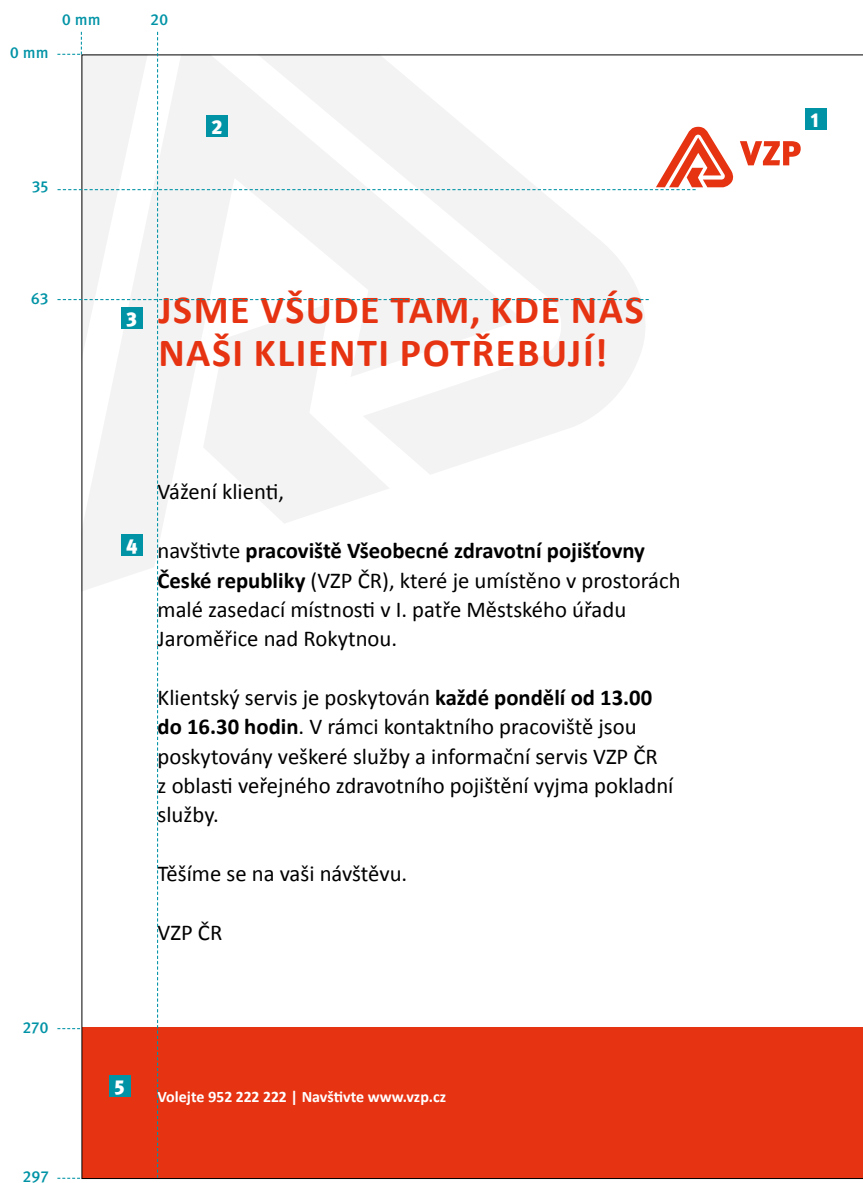 0 mm 20
0 mm
1
2
VZP
35
63
3
JSME VŠUDE TAM, KDE NÁS
NAŠI KLIENTI POTŘEBUJÍ!
Vážení klienti,
4
navštivte pracoviště Všeobecné zdravotní pojišťovny
České republiky (VZP ČR), které je umístěno v prostorách
malé zasedací místnosti v I. patře Městského úřadu
Jaroměřice nad Rokytnou.
Klientský servis je poskytován každé pondělí od 13.00
do 16.30 hodin. V rámci kontaktního pracoviště jsou
poskytovány veškeré služby a informační servis VZP ČR
z oblasti veřejného zdravotního pojištění vyjma pokladní
služby.
Těšíme se na vaši návštěvu.
VZP ČR
270
5
Volejte 952 222 222 | Navštivte www.vzp.cz
297